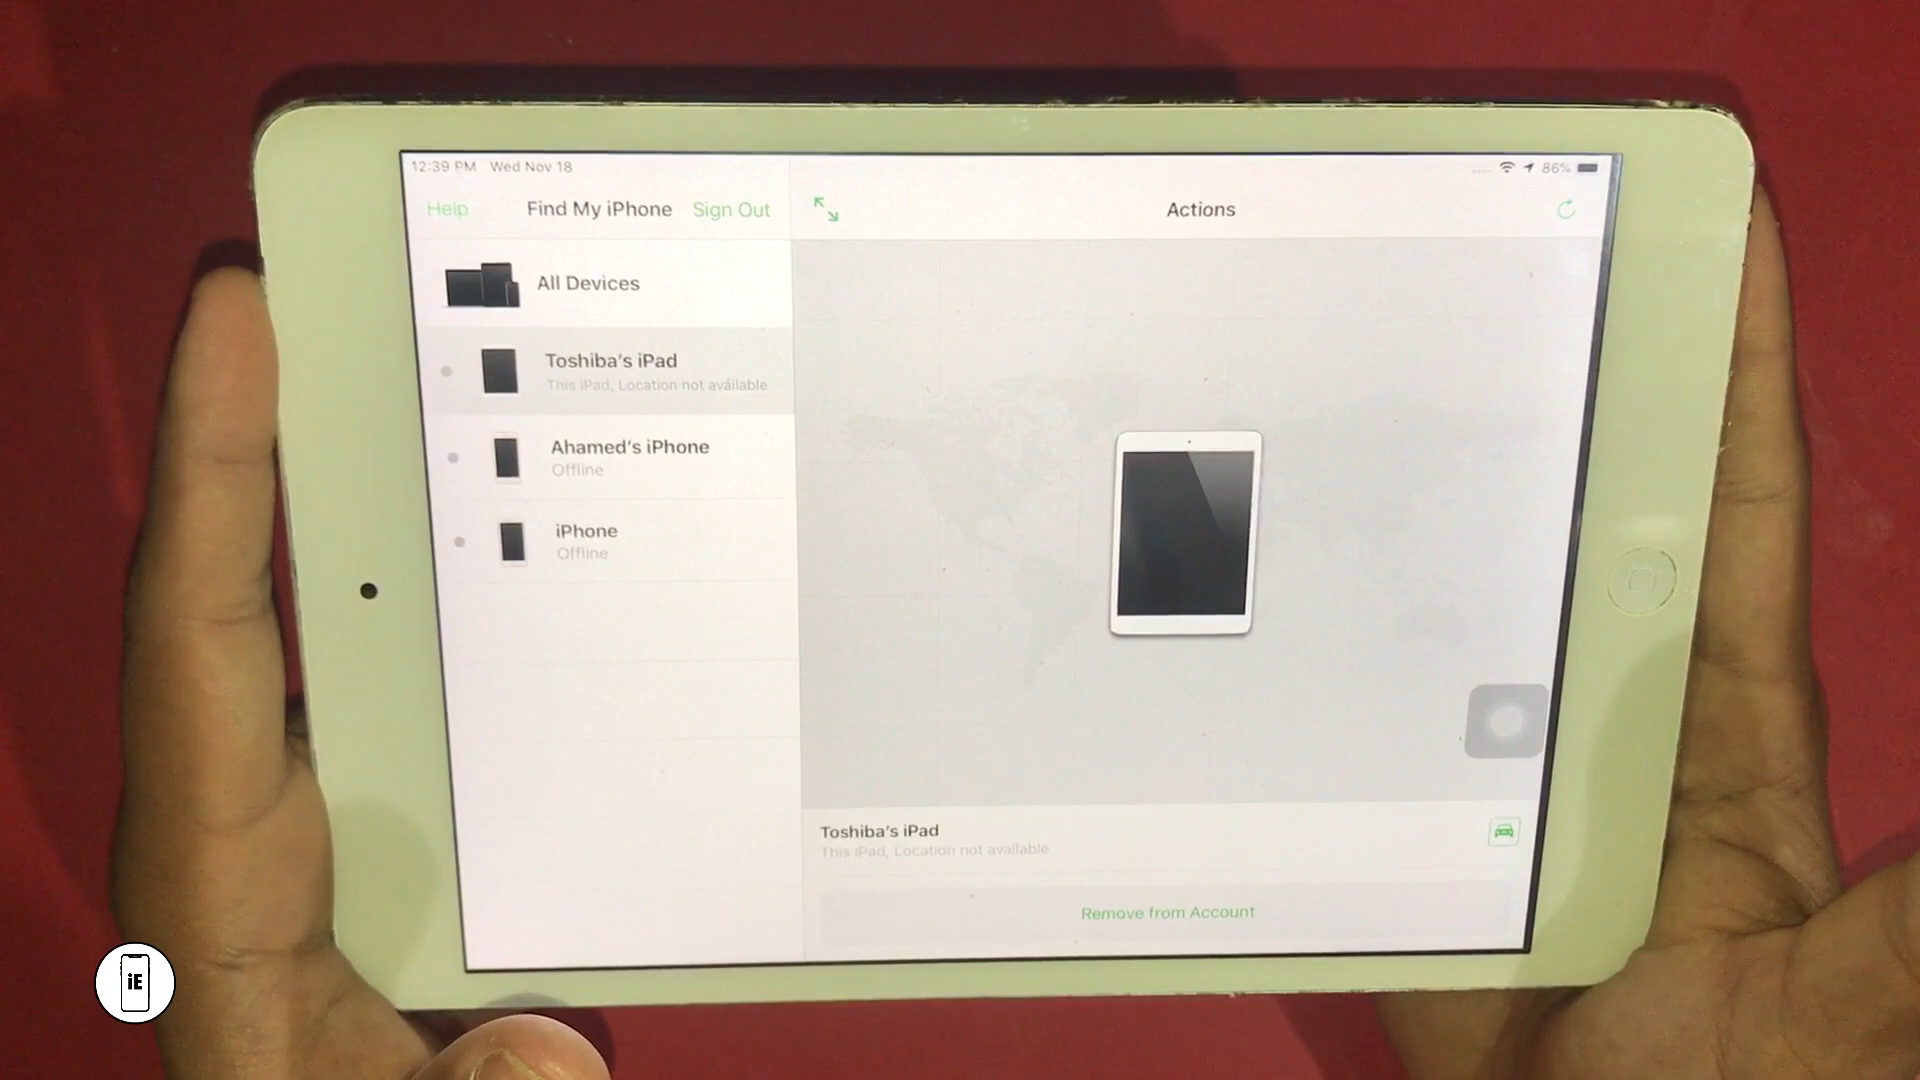 12:39 PM Wed Nov 18
86%
Help Find My iPhone Sign Out
Actions
All Devices
Toshiba's iPad
This iPad, Location not available
Ahamed's iPhone
Offline
iPhone
Offline
Toshiba's iPad
This iPad, Location not available
Remove from Account
iE